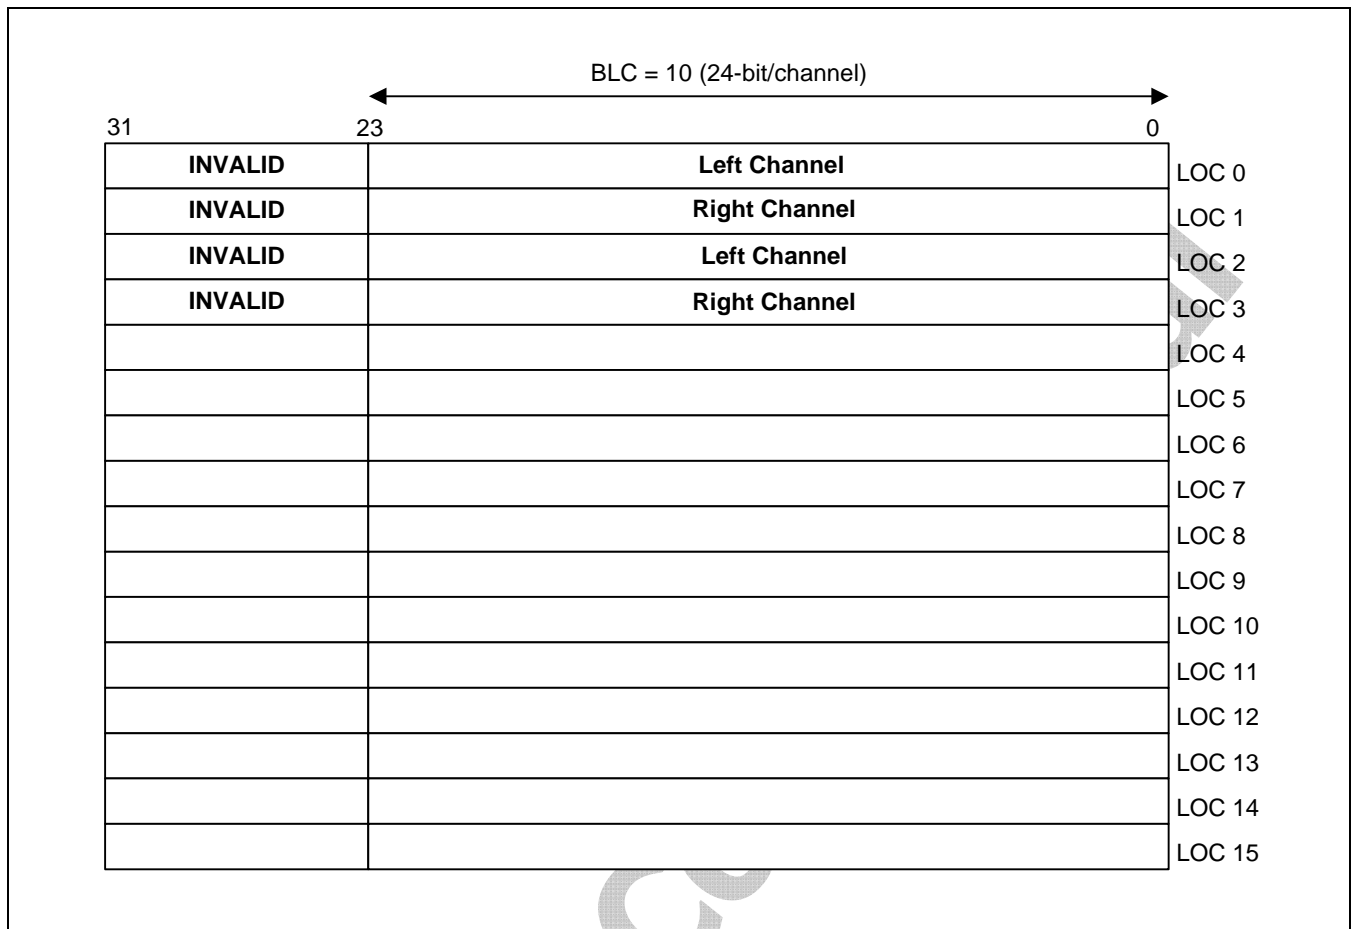 BLC = 10 (24-bit/channel)
31 23 0
INVALID Left Channel LOC 0
INVALID Right Channel LOC 1
INVALID Left Channel LOC 2
INVALID Right Channel LOC 3
LOC 4
LOC 5
LOC 6
LOC 7
LOC 8
LOC 9
LOC 10
LOC 11
LOC 12
LOC 13
LOC 14
LOC 15